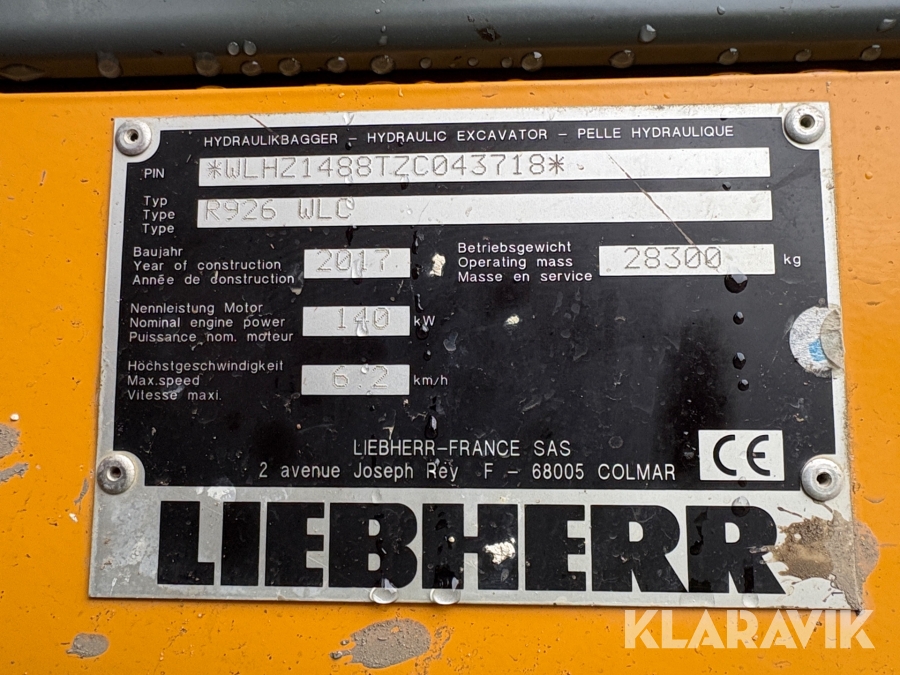 HYDRAULIKBAGGER – HYDRAULIC EXCAVATOR – PELLE HYDRAULIQUE
PIN *WLHZ1488TZC043718*
Typ
Type R926 WLC
Type
Baujahr
Year of construction 2017
Année de construction
Betriebsgewicht
Operating mass 28300 kg
Masse en service
Nennleistung Motor
Nominal engine power 140 kW
Puissance nom. moteur
Höchstgeschwindigkeit
Max.speed 6.2 km/h
Vitesse maxi.
LIEBHERR–FRANCE SAS
2 avenue Joseph Rey F – 68005 COLMAR
CE
LIEBHERR
KLARAVIK